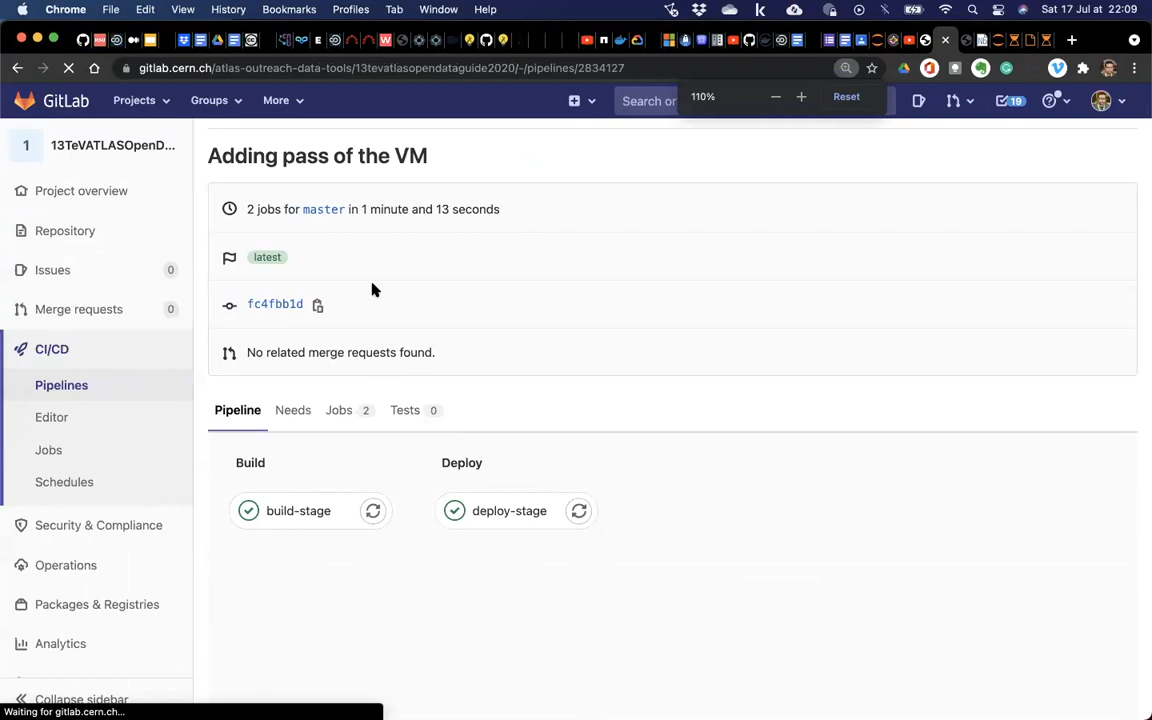 Chrome File Edit View History Bookmarks Profiles Tab Window Help Sat 17 Jul at 22:09
gitlab.cern.ch/atlas-outreach-data-tools/13tevatlasopendataguide2020/-/pipelines/2834127
GitLab Projects Groups More Search or 110% Reset 19
1 13TeVATLASOpenD...
Adding pass of the VM
Project overview
2 jobs for master in 1 minute and 13 seconds
Repository
latest
Issues 0
fc4fbb1d
Merge requests 0
No related merge requests found.
CI/CD
Pipelines
Pipeline Needs Jobs 2 Tests 0
Editor
Jobs
Build Deploy
Schedules
build-stage deploy-stage
Security & Compliance
Operations
Packages & Registries
Analytics
Collapse sidebar
Waiting for gitlab.cern.ch...